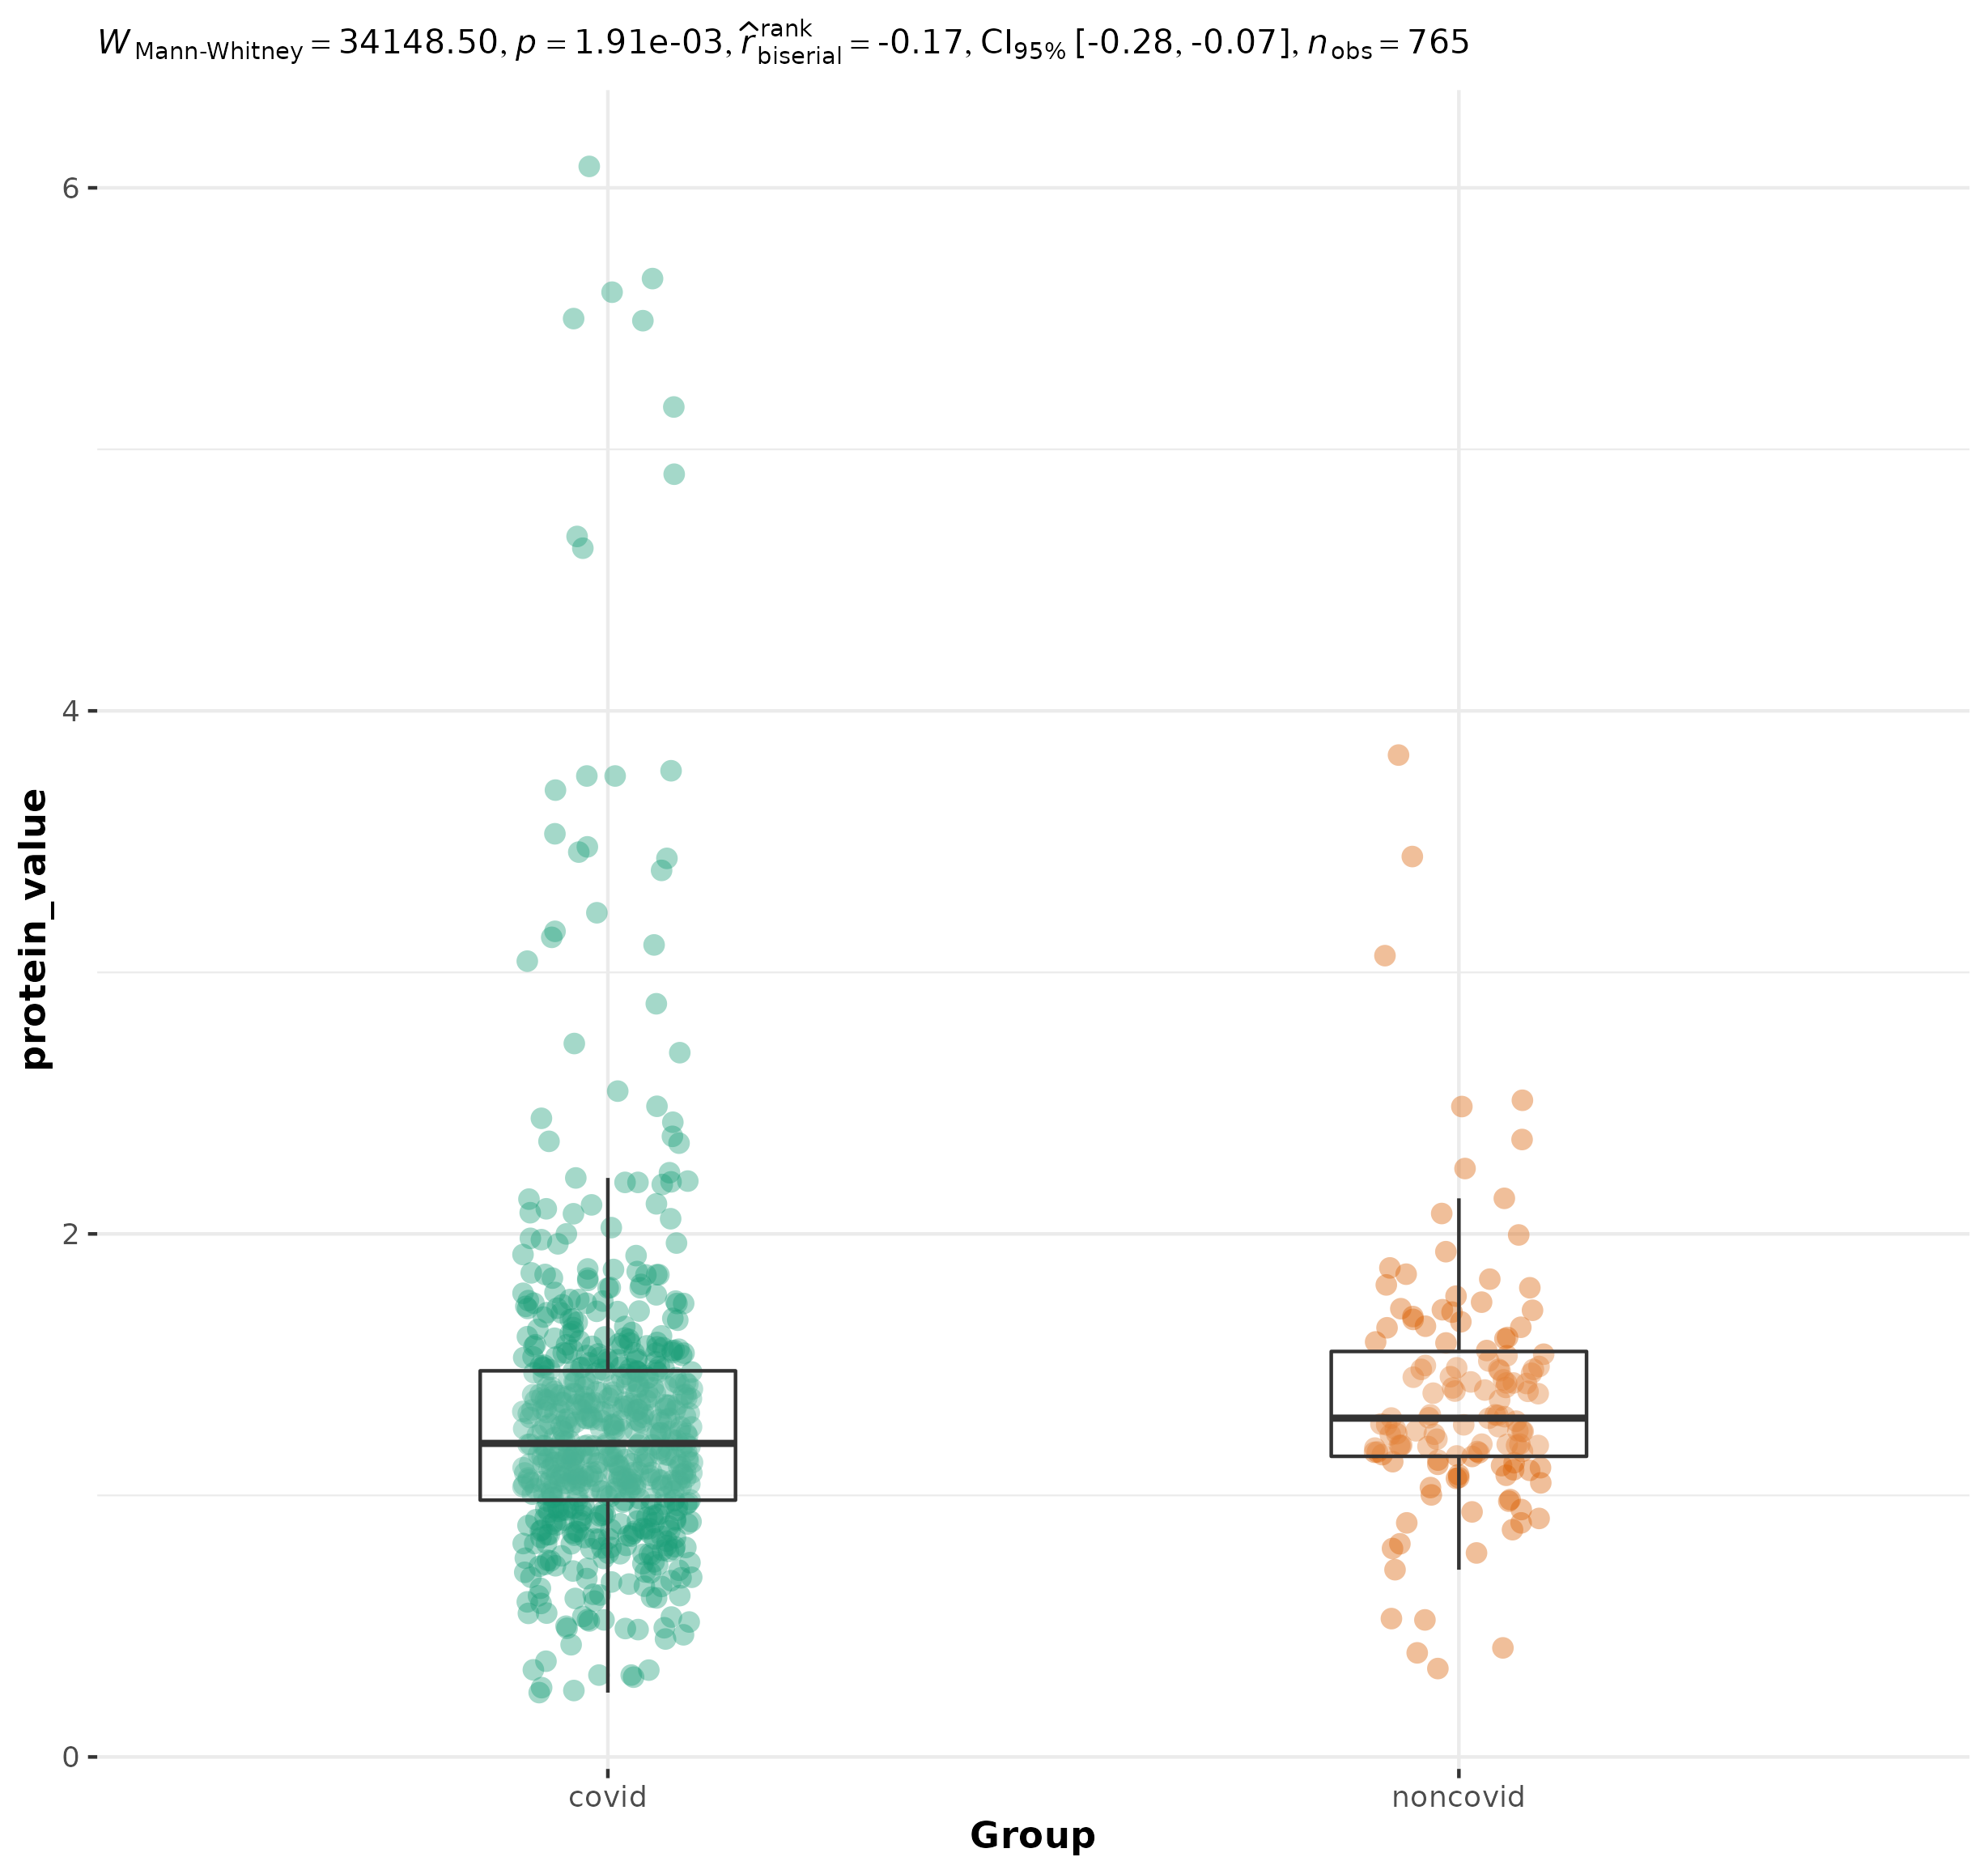 W Mann-Whitney = 34148.50, p = 1.91e-03, r̂ rank biserial = -0.17, CI95% [-0.28, -0.07], nobs = 765
6
4
2
0
protein_value
covid noncovid
Group